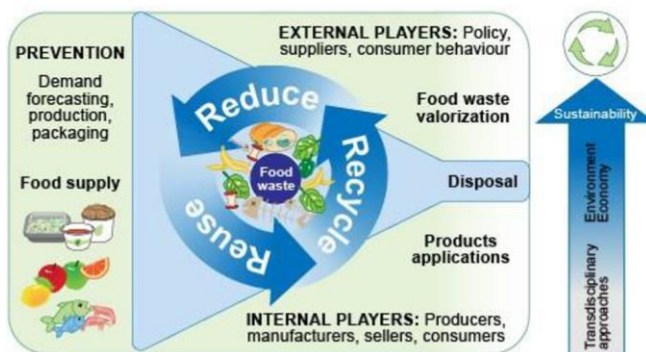 PREVENTION
Demand
forecasting,
production,
packaging
Food supply
EXTERNAL PLAYERS: Policy,
suppliers, consumer behaviour
Reduce
Recycle
Reuse
Food
waste
Food waste
valorization
Disposal
Products
applications
INTERNAL PLAYERS: Producers,
manufacturers, sellers, consumers
Sustainability
Environment
Economy
Transdisciplinary
approaches